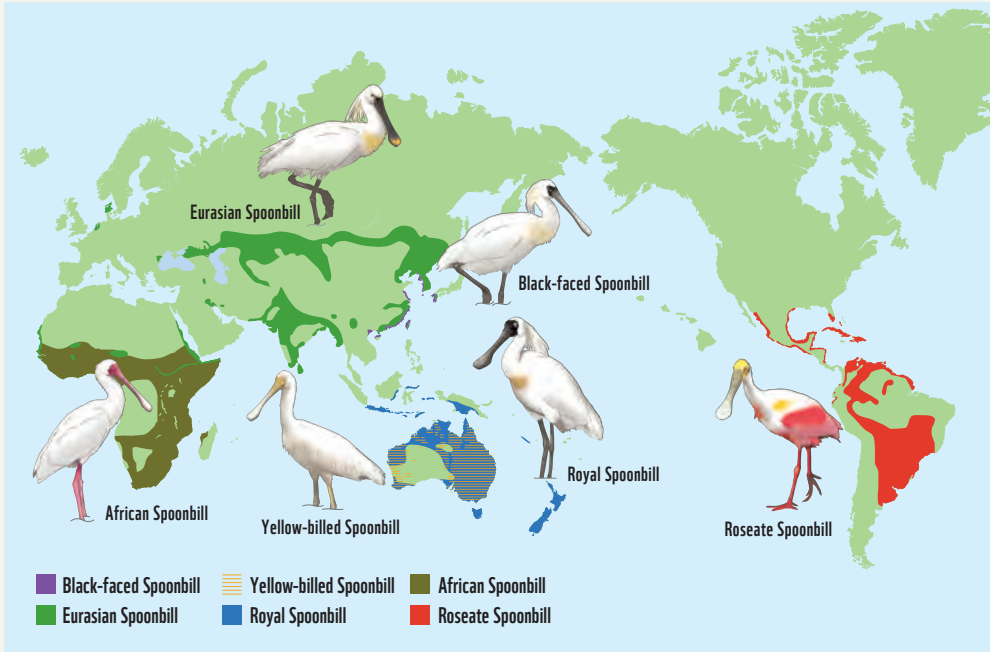 Eurasian Spoonbill
Black-faced Spoonbill
Royal Spoonbill
African Spoonbill
Yellow-billed Spoonbill
Roseate Spoonbill
Black-faced Spoonbill
Yellow-billed Spoonbill
African Spoonbill
Eurasian Spoonbill
Royal Spoonbill
Roseate Spoonbill